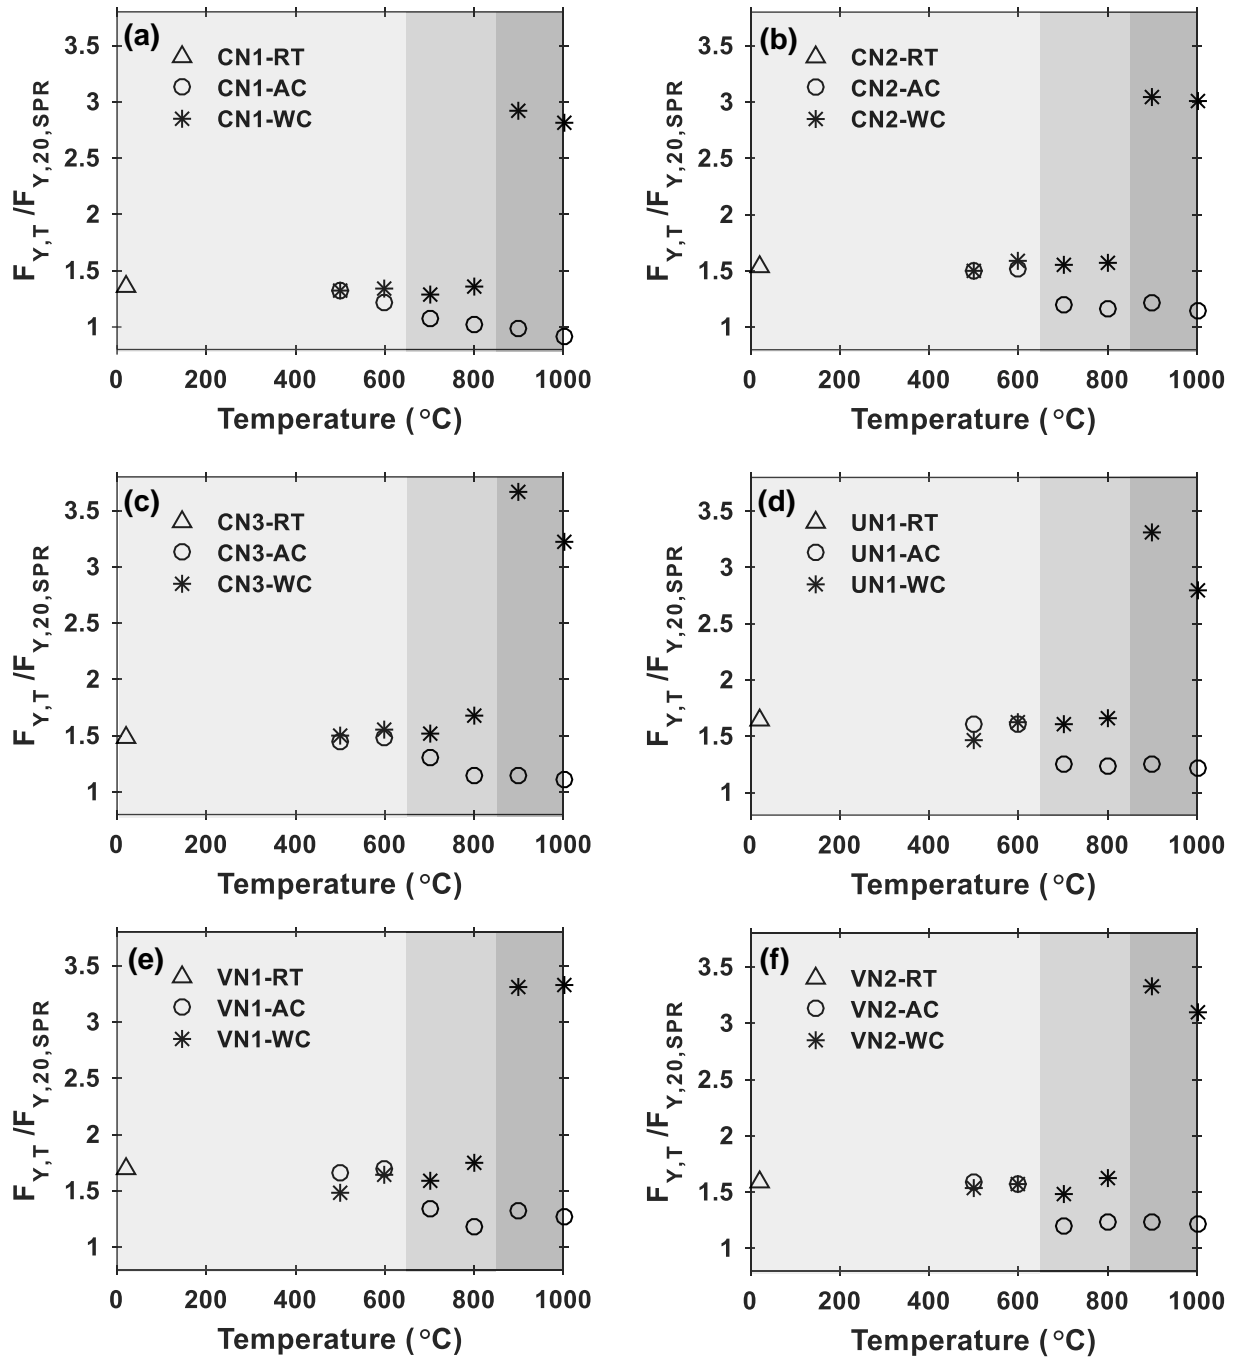 (a)
CN1-RT
CN1-AC
CN1-WC
3.5
3
2.5
2
1.5
1
F Y,T /F Y,20,SPR
0 200 400 600 800 1000
Temperature (°C)
(b)
CN2-RT
CN2-AC
CN2-WC
3.5
3
2.5
2
1.5
1
F Y,T /F Y,20,SPR
0 200 400 600 800 1000
Temperature (°C)
(c)
CN3-RT
CN3-AC
CN3-WC
3.5
3
2.5
2
1.5
1
F Y,T /F Y,20,SPR
0 200 400 600 800 1000
Temperature (°C)
(d)
UN1-RT
UN1-AC
UN1-WC
3.5
3
2.5
2
1.5
1
F Y,T /F Y,20,SPR
0 200 400 600 800 1000
Temperature (°C)
(e)
VN1-RT
VN1-AC
VN1-WC
3.5
3
2.5
2
1.5
1
F Y,T /F Y,20,SPR
0 200 400 600 800 1000
Temperature (°C)
(f)
VN2-RT
VN2-AC
VN2-WC
3.5
3
2.5
2
1.5
1
F Y,T /F Y,20,SPR
0 200 400 600 800 1000
Temperature (°C)